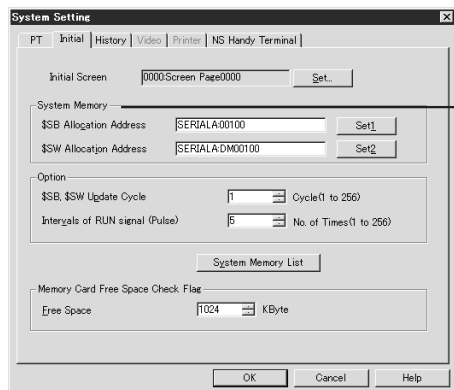 System Setting
PT Initial History Video Printer NS Handy Terminal
Initial Screen 0000:Screen Page0000 Set...
System Memory
$SB Allocation Address SERIALA:00100 Set1
$SW Allocation Address SERIALA:DM00100 Set2
Option
$SB, $SW Update Cycle 1 Cycle(1 to 256)
Intervals of RUN signal (Pulse) 5 No. of Times(1 to 256)
System Memory List
Memory Card Free Space Check Flag
Free Space 1024 KByte
OK Cancel Help